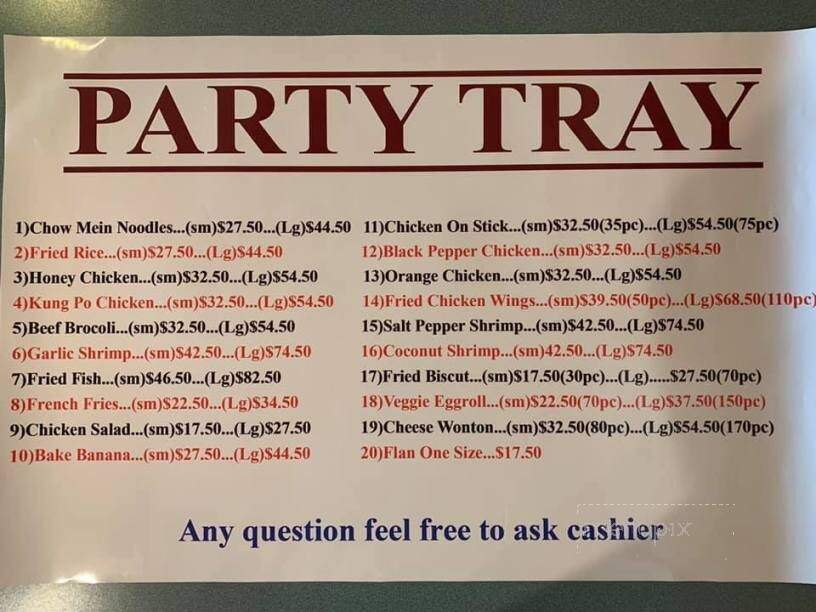 PARTY TRAY
1)Chow Mein Noodles...(sm)$27.50...(Lg)$44.50
2)Fried Rice...(sm)$27.50...(Lg)$44.50
3)Honey Chicken...(sm)$32.50...(Lg)$54.50
4)Kung Po Chicken...(sm)$32.50...(Lg)$54.50
5)Beef Brocoli...(sm)$32.50...(Lg)$54.50
6)Garlic Shrimp...(sm)$42.50...(Lg)$74.50
7)Fried Fish...(sm)$46.50...(Lg)$82.50
8)French Fries...(sm)$22.50...(Lg)$34.50
9)Chicken Salad...(sm)$17.50...(Lg)$27.50
10)Bake Banana...(sm)$27.50...(Lg)$44.50
11)Chicken On Stick...(sm)$32.50(35pc)...(Lg)$54.50(75pc)
12)Black Pepper Chicken...(sm)$32.50...(Lg)$54.50
13)Orange Chicken...(sm)$32.50...(Lg)$54.50
14)Fried Chicken Wings...(sm)$39.50(50pc)...(Lg)$68.50(110pc)
15)Salt Pepper Shrimp...(sm)$42.50...(Lg)$74.50
16)Coconut Shrimp...(sm)42.50...(Lg)$74.50
17)Fried Biscut...(sm)$17.50(30pc)...(Lg).....$27.50(70pc)
18)Veggie Eggroll...(sm)$22.50(70pc)...(Lg)$37.50(150pc)
19)Cheese Wonton...(sm)$32.50(80pc)...(Lg)$54.50(170pc)
20)Flan One Size...$17.50
Any question feel free to ask cashier